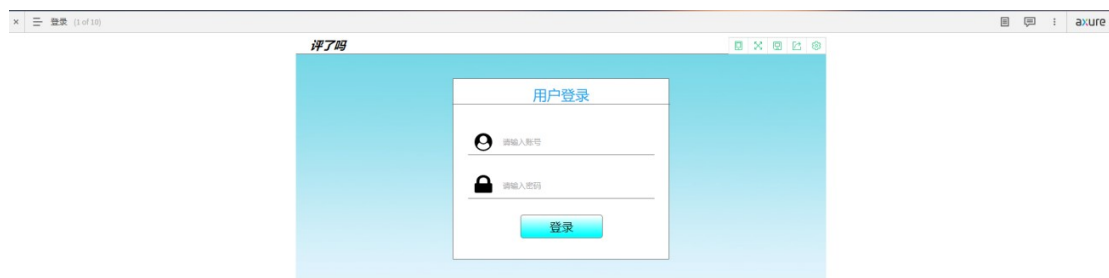 登录 (1 of 10)
axure
评了吗
用户登录
请输入账号
请输入密码
登录